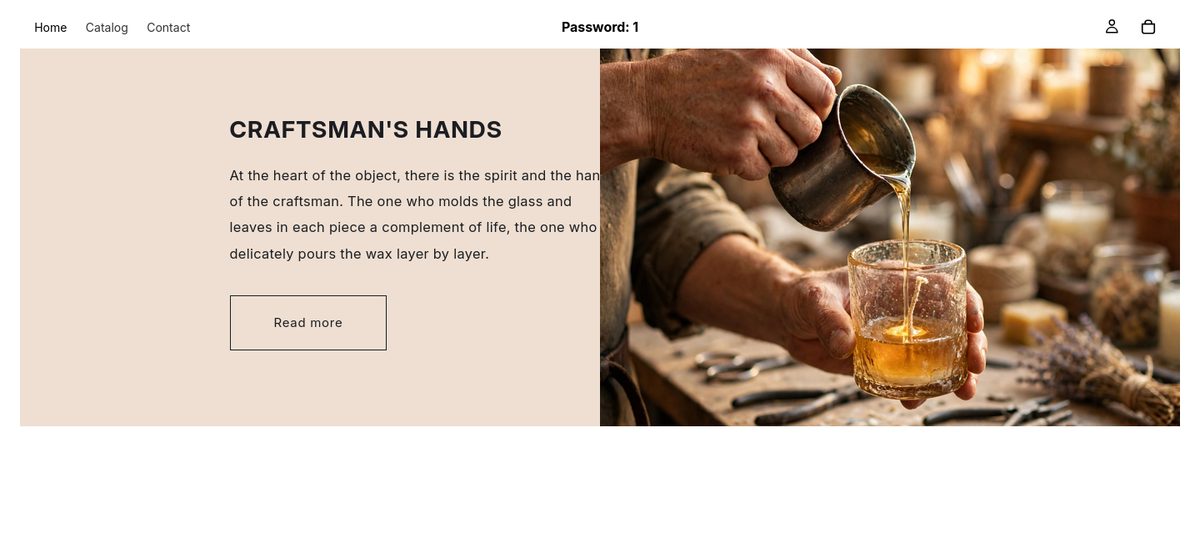 Home Catalog Contact Password: 1
CRAFTSMAN'S HANDS
At the heart of the object, there is the spirit and the han
of the craftsman. The one who molds the glass and
leaves in each piece a complement of life, the one who
delicately pours the wax layer by layer.
Read more